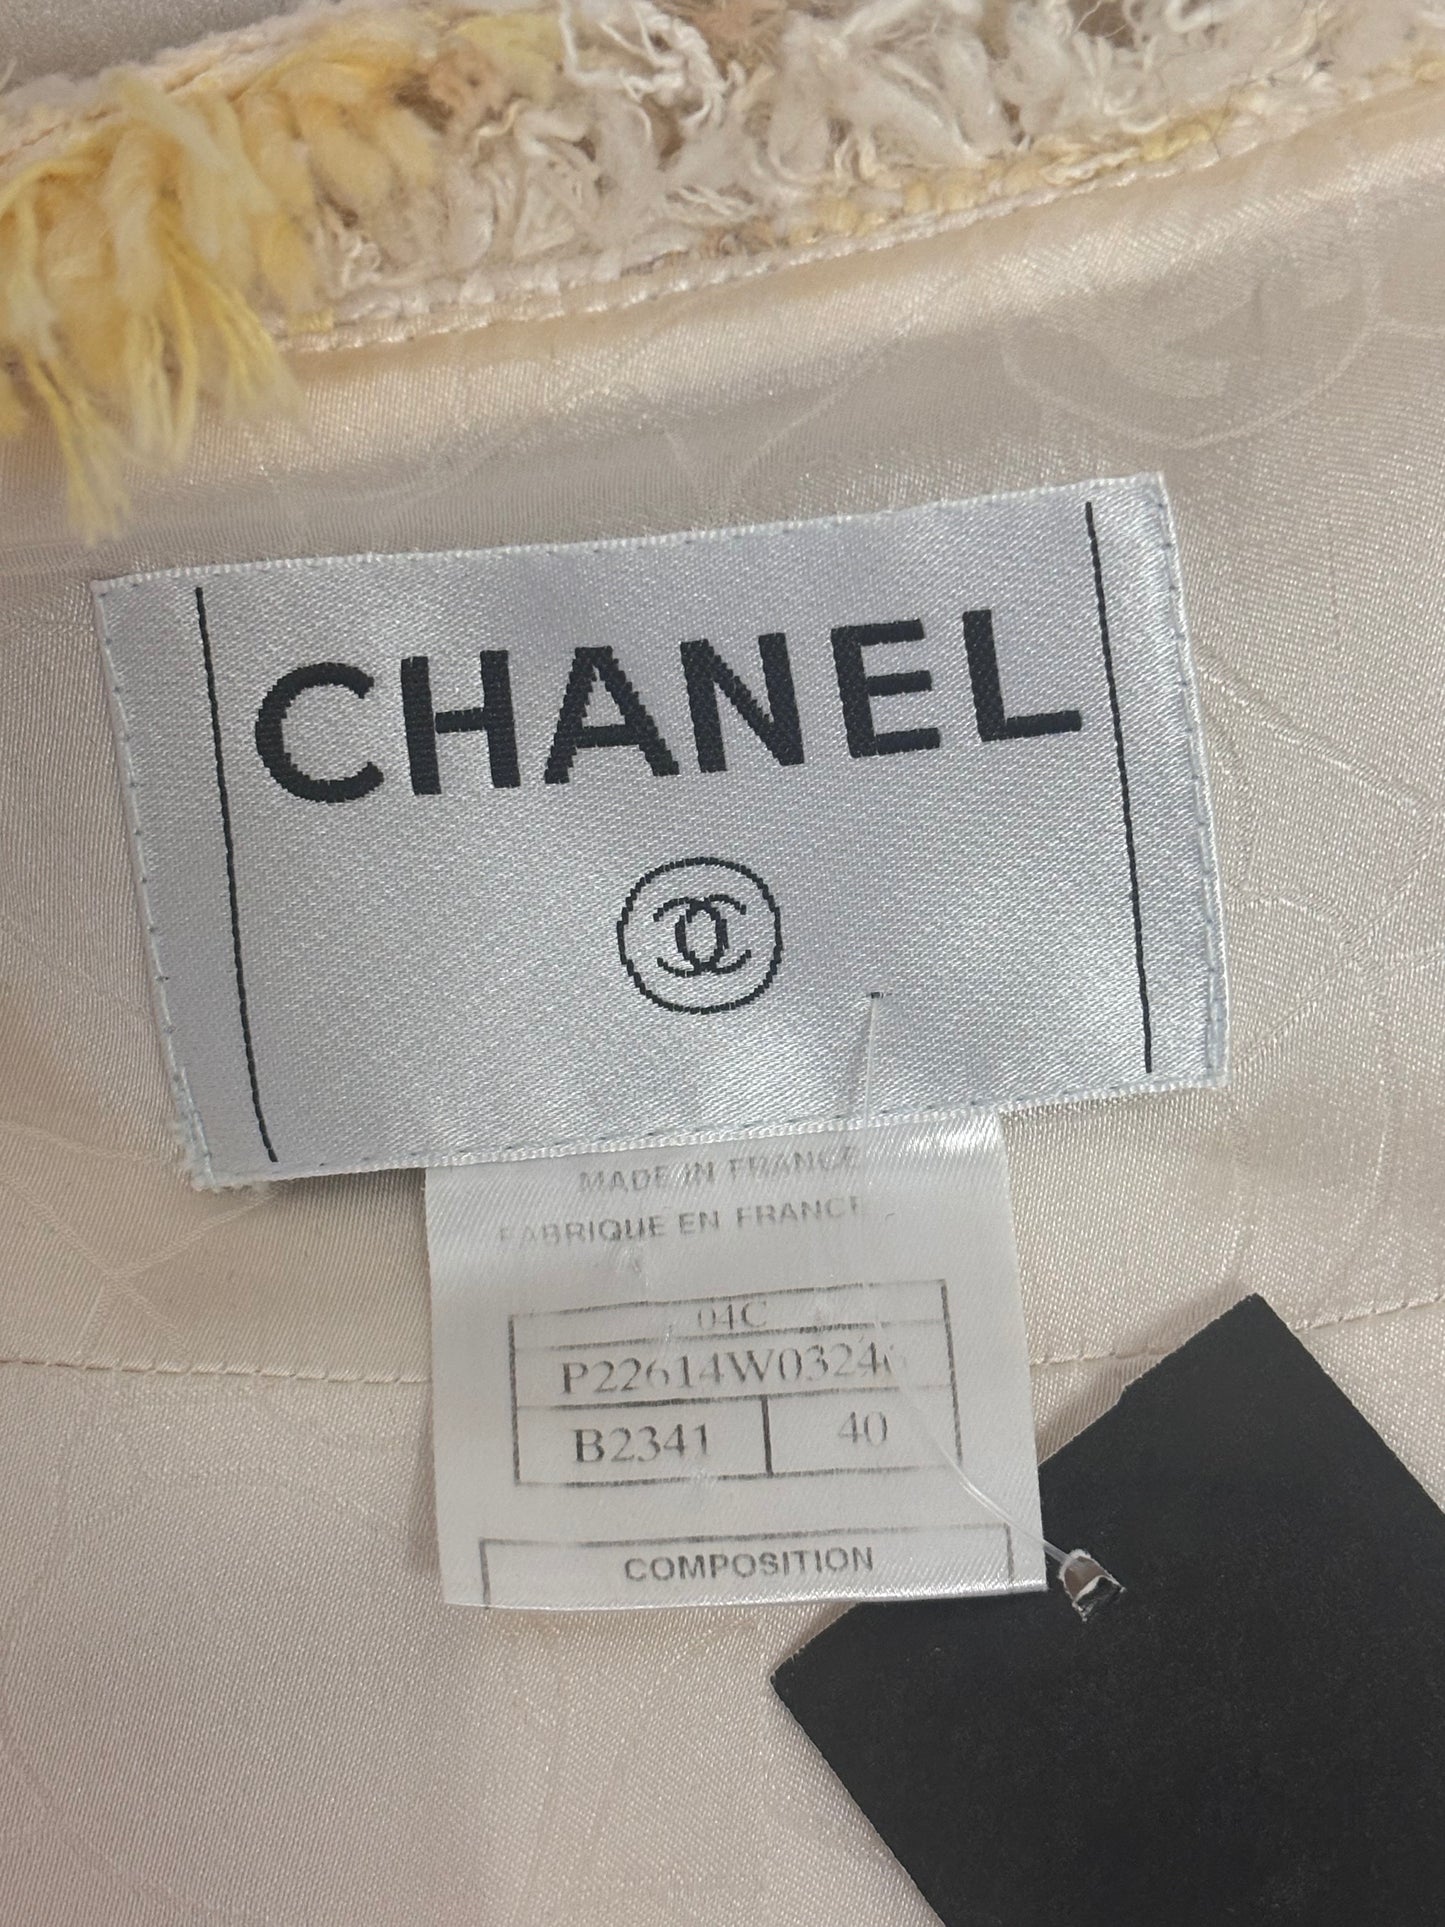 CHANEL
MADE IN FRANCE
FABRIQUE EN FRANCE
04C
P22614W03246
B2341 40
COMPOSITION